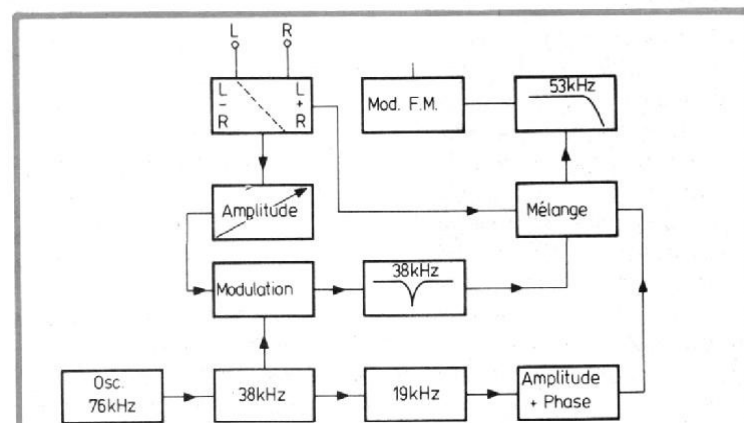 L
R
L
-
R
L
+
R
Mod. F.M.
53kHz
Amplitude
Mélange
Modulation
38kHz
Osc.
76kHz
38kHz
19kHz
Amplitude
+ Phase